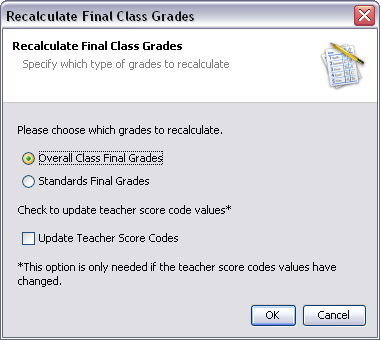 Recalculate Final Class Grades
Recalculate Final Class Grades
Specify which type of grades to recalculate
Please choose which grades to recalculate.
Overall Class Final Grades
Standards Final Grades
Check to update teacher score code values*
Update Teacher Score Codes
*This option is only needed if the teacher score codes values have
changed.
OK Cancel